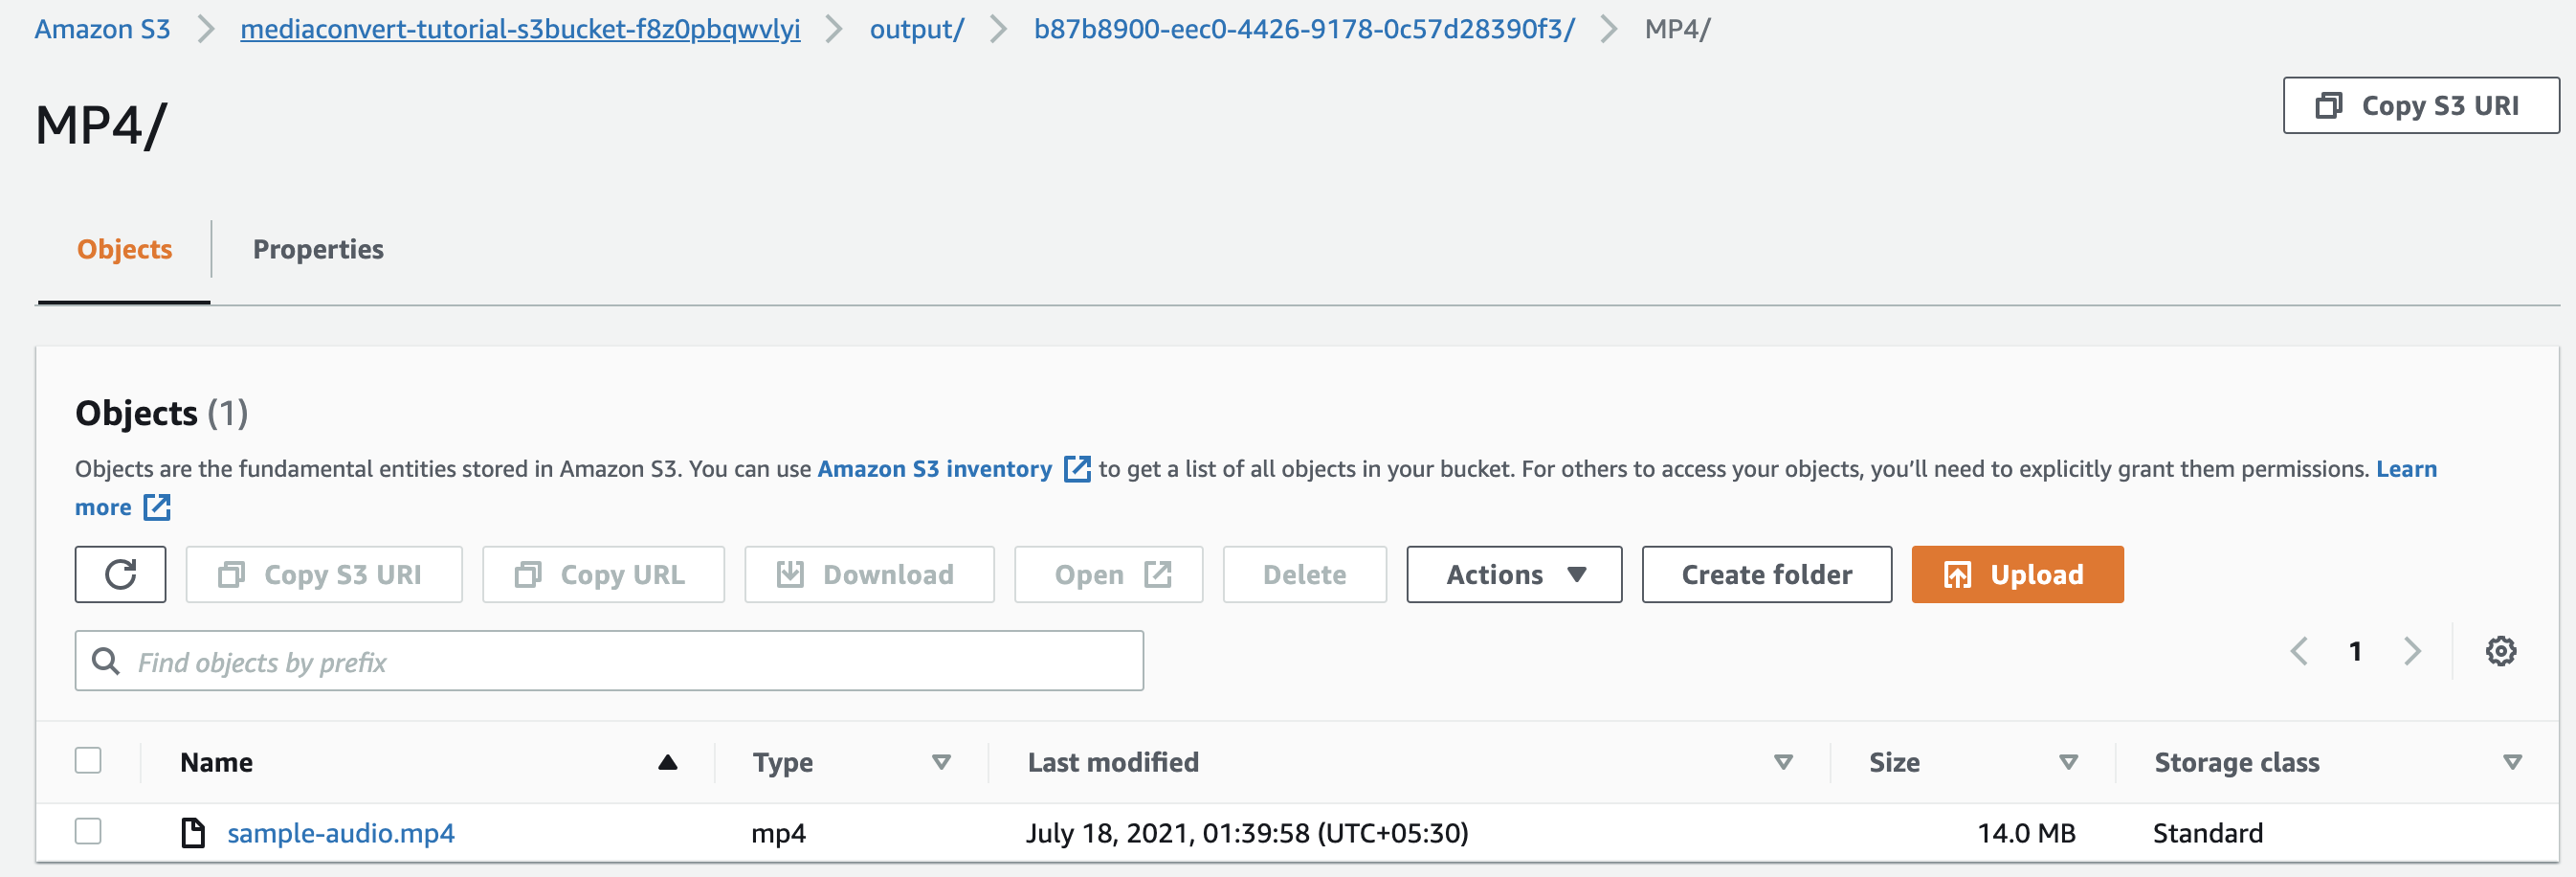 Amazon S3 mediaconvert-tutorial-s3bucket-f8z0pbqwvlyi output/ b87b8900-eec0-4426-9178-0c57d28390f3/ MP4/
MP4/
Copy S3 URI
Objects Properties
Objects (1)
Objects are the fundamental entities stored in Amazon S3. You can use Amazon S3 inventory to get a list of all objects in your bucket. For others to access your objects, you’ll need to explicitly grant them permissions. Learn
more
Copy S3 URI Copy URL Download Open Delete Actions Create folder Upload
Find objects by prefix
1
Name Type Last modified Size Storage class
sample-audio.mp4 mp4 July 18, 2021, 01:39:58 (UTC+05:30) 14.0 MB Standard